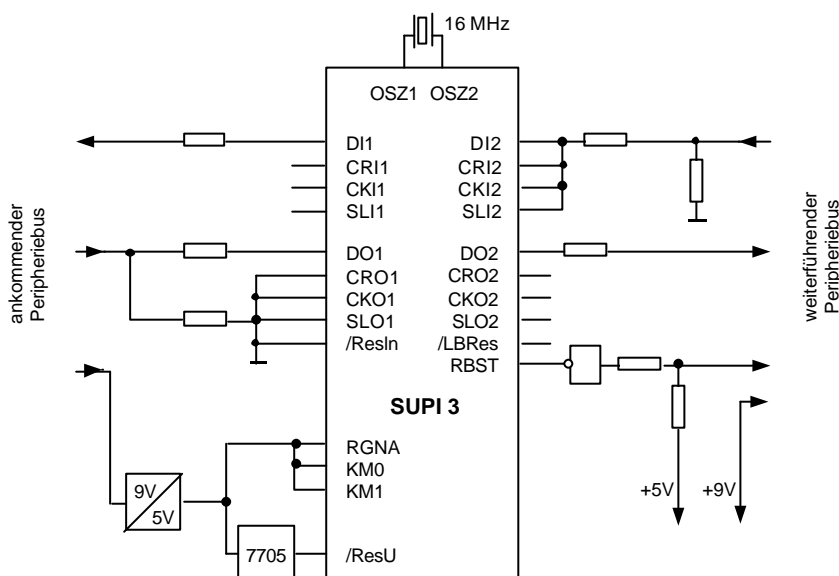 16 MHz
OSZ1 OSZ2
DI1
DI2
CRI1
CRI2
CKI1
CKI2
SLI1
SLI2
ankommender
Peripheriebus
weiterführender
Peripheriebus
DO1
DO2
CRO1
CRO2
CKO1
CKO2
SLO1
SLO2
/ResIn
/LBRes
RBST
SUPI 3
RGNA
KM0
KM1
9V
5V
+5V
+9V
7705
/ResU